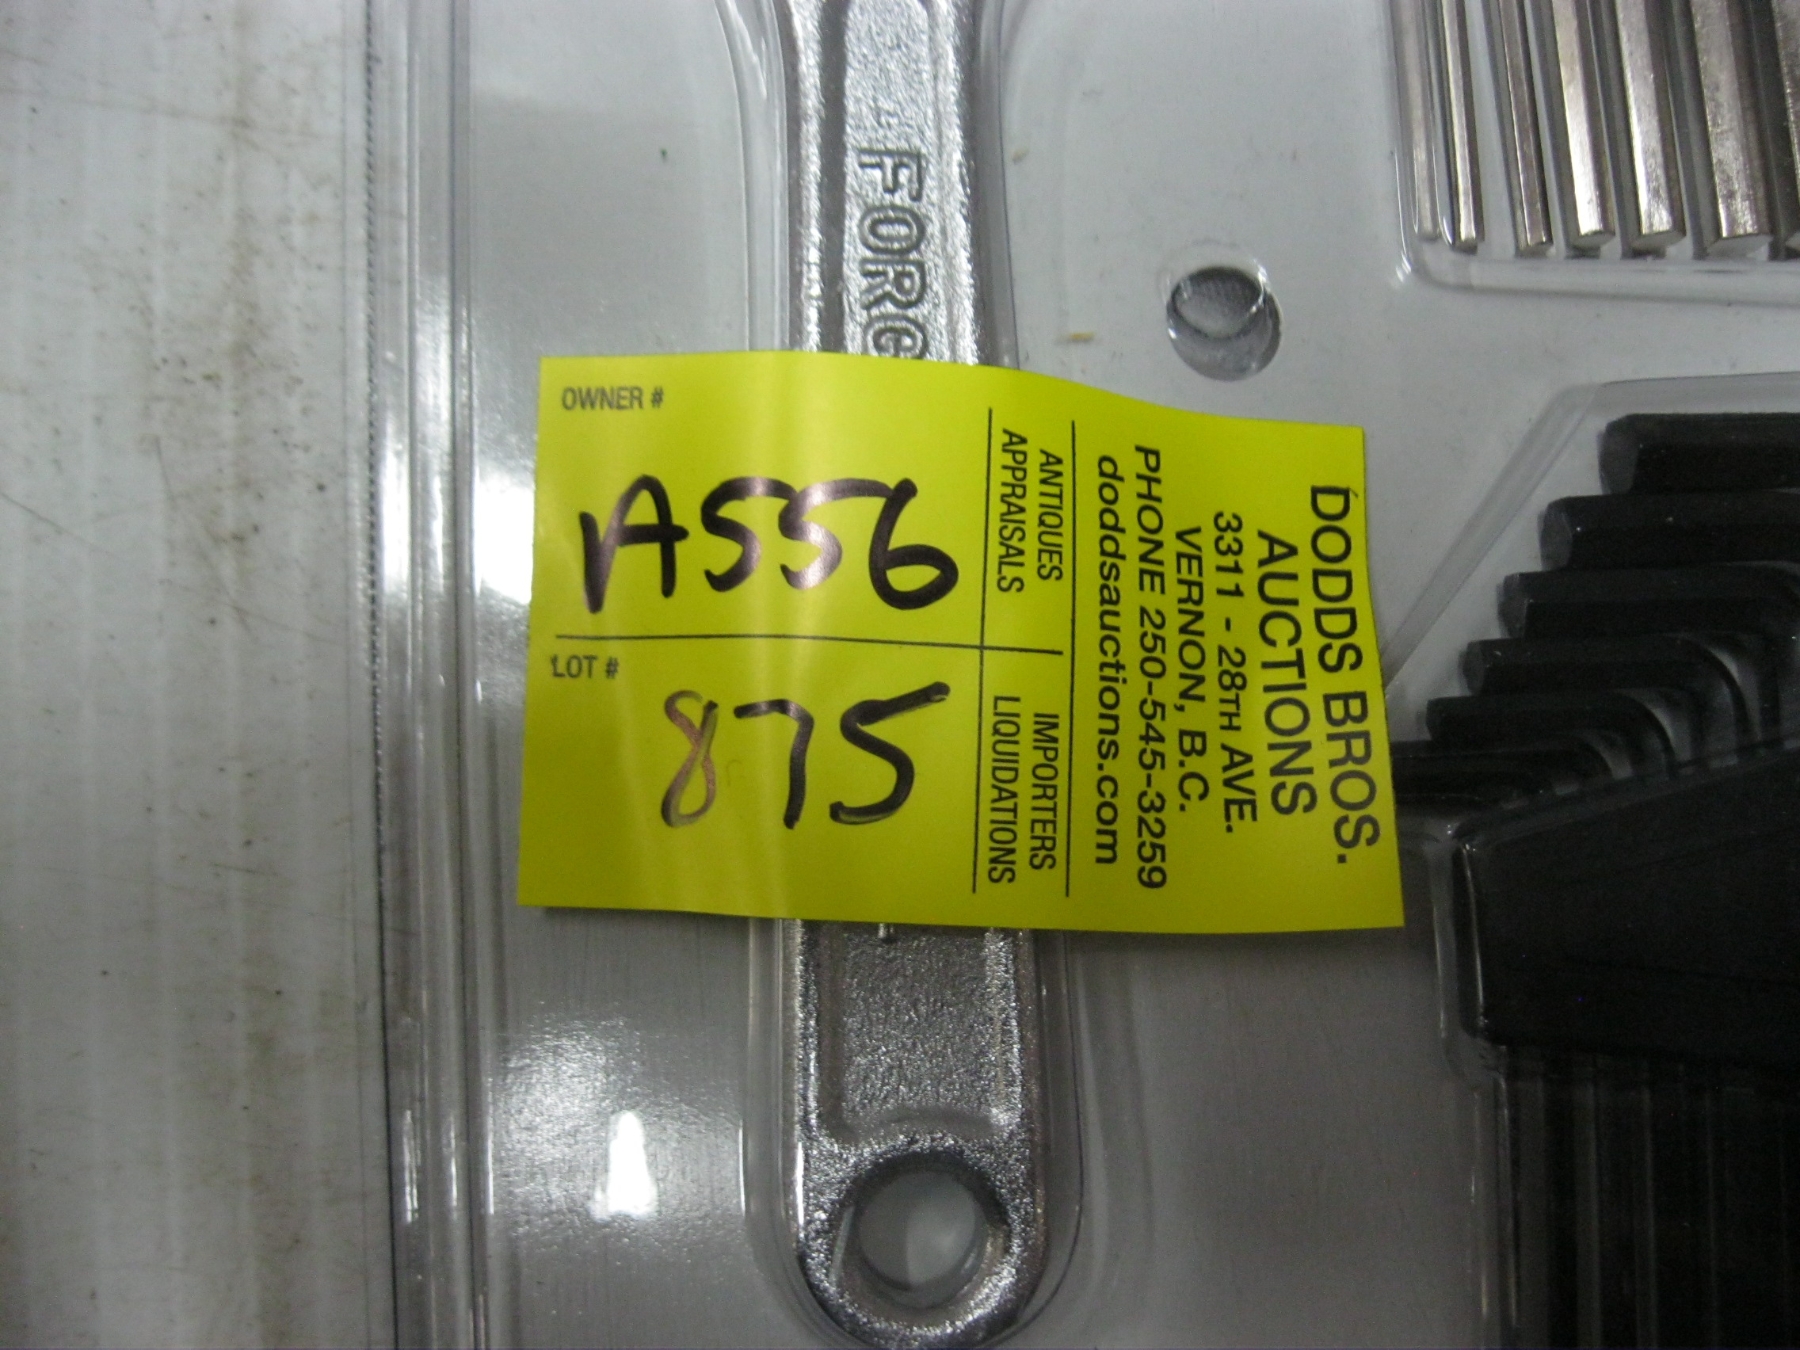 FORG
OWNER #
A556
LOT #
875
ANTIQUES
APPRAISALS
IMPORTERS
LIQUIDATIONS
DODDS BROS.
AUCTIONS
3311 - 28TH AVE.
VERNON, B.C.
PHONE 250-545-3259
doddsauctions.com